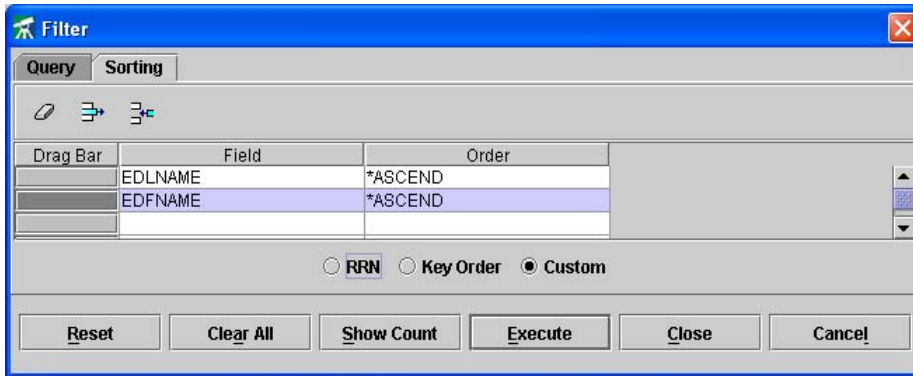 Filter
Query Sorting
Drag Bar Field Order
EDLNAME *ASCEND
EDFNAME *ASCEND
RRN Key Order Custom
Reset Clear All Show Count Execute Close Cancel